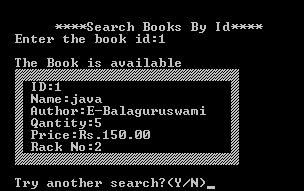 ****Search Books By Id****
Enter the book id:1
The Book is available
ID:1
Name:java
Author:E-Balaguruswami
Qantity:5
Price:Rs.150.00
Rack No:2
Try another search?(Y/N)_